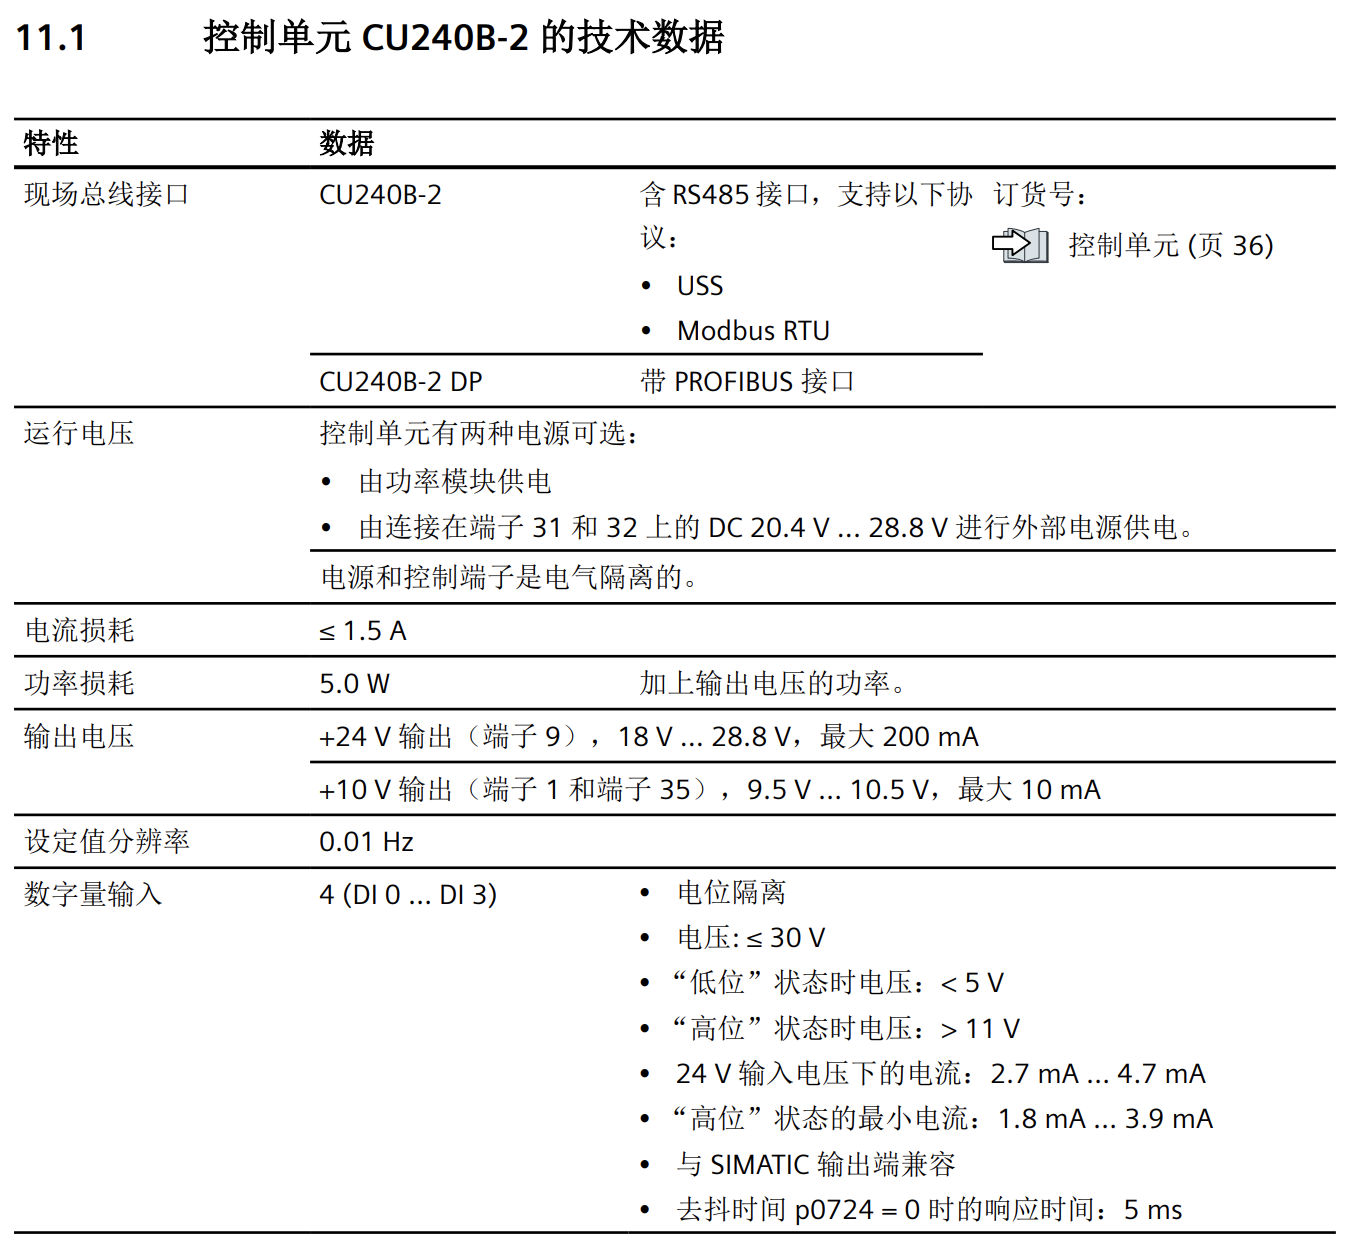 11.1 控制单元 CU240B-2 的技术数据
特性 数据
现场总线接口 CU240B-2 含 RS485 接口，支持以下协 订货号：
议： 控制单元 (页 36)
• USS
• Modbus RTU
CU240B-2 DP 带 PROFIBUS 接口
运行电压 控制单元有两种电源可选：
• 由功率模块供电
• 由连接在端子 31 和 32 上的 DC 20.4 V ... 28.8 V 进行外部电源供电。
电源和控制端子是电气隔离的。
电流损耗 ≤ 1.5 A
功率损耗 5.0 W 加上输出电压的功率。
输出电压 +24 V 输出（端子 9），18 V ... 28.8 V，最大 200 mA
+10 V 输出（端子 1 和端子 35），9.5 V ... 10.5 V，最大 10 mA
设定值分辨率 0.01 Hz
数字量输入 4 (DI 0 ... DI 3) • 电位隔离
• 电压: ≤ 30 V
• “低位”状态时电压：< 5 V
• “高位”状态时电压：> 11 V
• 24 V 输入电压下的电流：2.7 mA ... 4.7 mA
• “高位”状态的最小电流：1.8 mA ... 3.9 mA
• 与 SIMATIC 输出端兼容
• 去抖时间 p0724 = 0 时的响应时间：5 ms